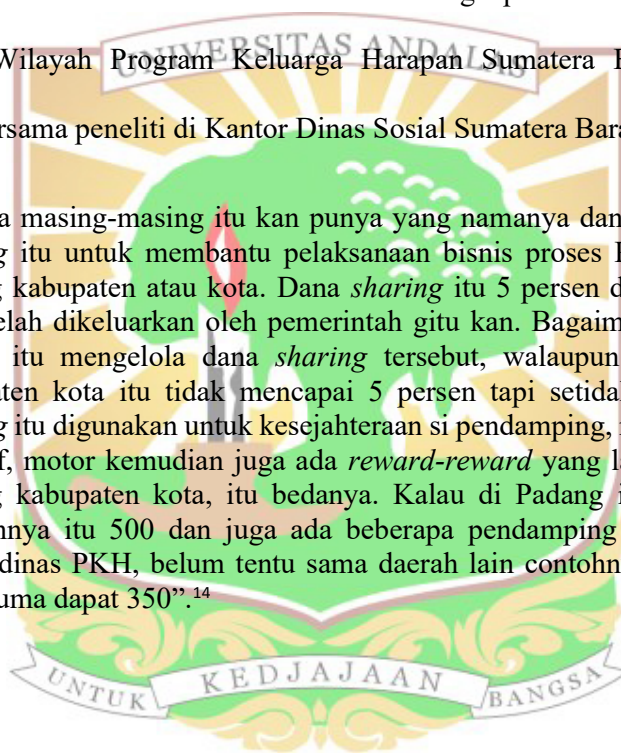 UNIVERSITAS ANDALAS
Wilayah Program Keluarga Harapan Sumatera
rsama peneliti di Kantor Dinas Sosial Sumatera Bara
a masing-masing itu kan punya yang namanya dan
g itu untuk membantu pelaksanaan bisnis proses
g kabupaten atau kota. Dana sharing itu 5 persen d
elah dikeluarkan oleh pemerintah gitu kan. Bagaim
itu mengelola dana sharing tersebut, walaupun
ten kota itu tidak mencapai 5 persen tapi setidak
g itu digunakan untuk kesejahteraan si pendamping,
f, motor kemudian juga ada reward-reward yang la
g kabupaten kota, itu bedanya. Kalau di Padang i
nnya itu 500 dan juga ada beberapa pendamping
dinas PKH, belum tentu sama daerah lain contohn
uma dapat 350”.14
UNTUK KEDJAJAAN BANGSA